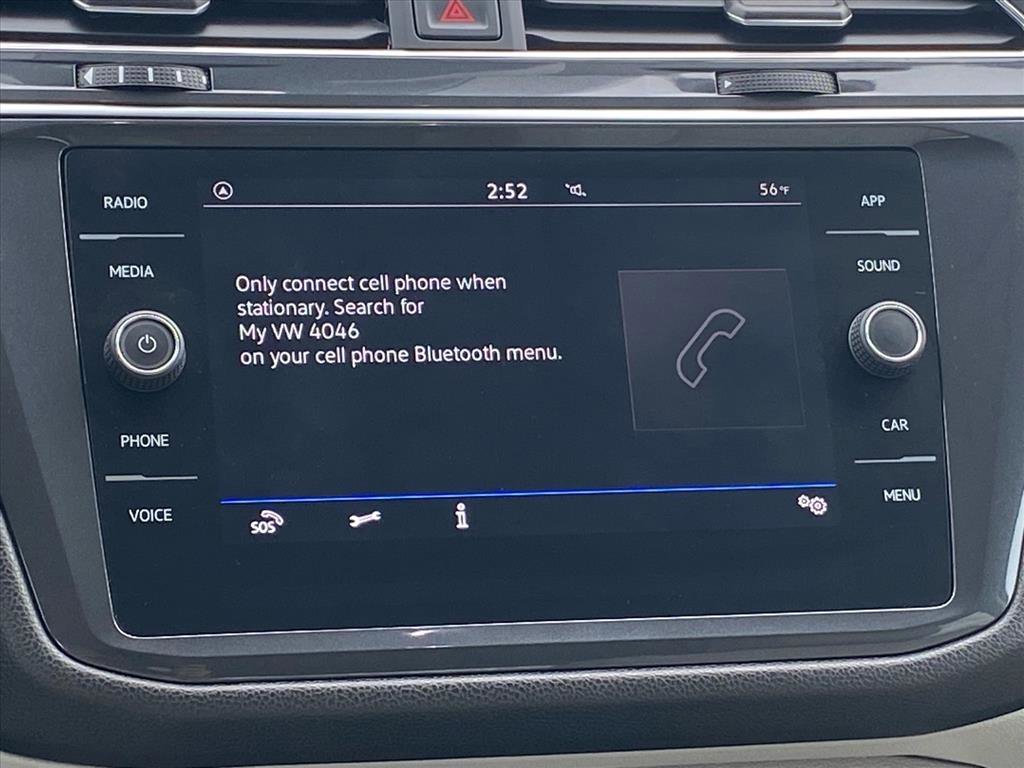 2:52
56°F
RADIO
APP
MEDIA
SOUND
Only connect cell phone when
stationary. Search for
My VW 4046
on your cell phone Bluetooth menu.
PHONE
CAR
VOICE
MENU
SOS